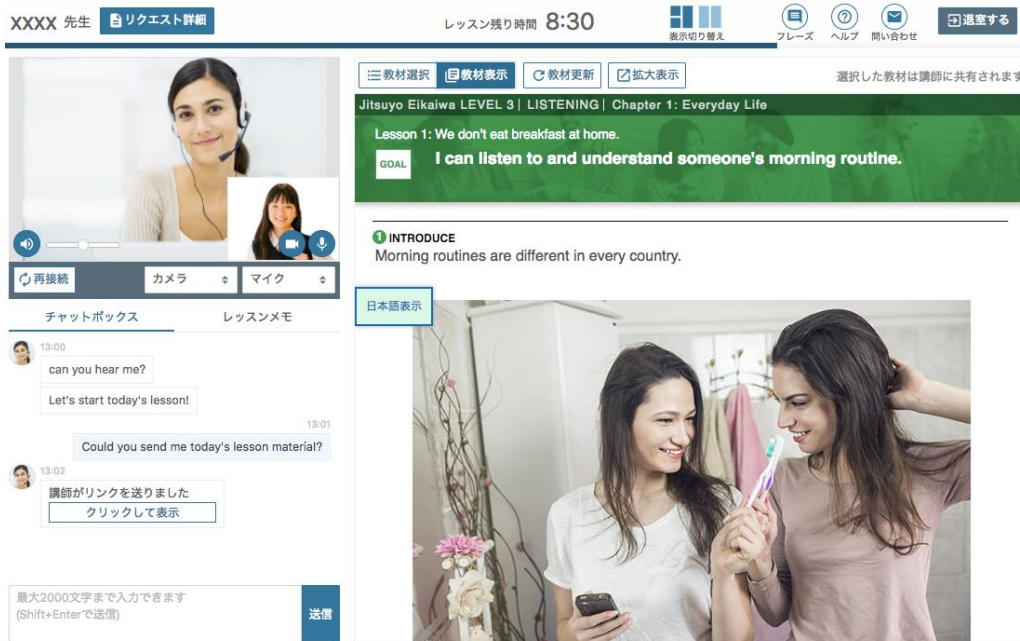 XXXX 先生
リクエスト詳細
レッスン残り時間 8:30
表示切り替え
フレーズ
ヘルプ
問い合わせ
退室する
再接続
カメラ
マイク
チャットボックス
レッスンメモ
13:00
can you hear me?
Let's start today's lesson!
13:01
Could you send me today's lesson material?
13:02
講師がリンクを送りました
クリックして表示
最大2000文字まで入力できます
(Shift+Enterで送信)
送信
教材選択
教材表示
教材更新
拡大表示
選択した教材は講師に共有されます
Jitsuyo Eikaiwa LEVEL 3 | LISTENING | Chapter 1: Everyday Life
Lesson 1: We don't eat breakfast at home.
GOAL
I can listen to and understand someone's morning routine.
1 INTRODUCE
Morning routines are different in every country.
日本語表示